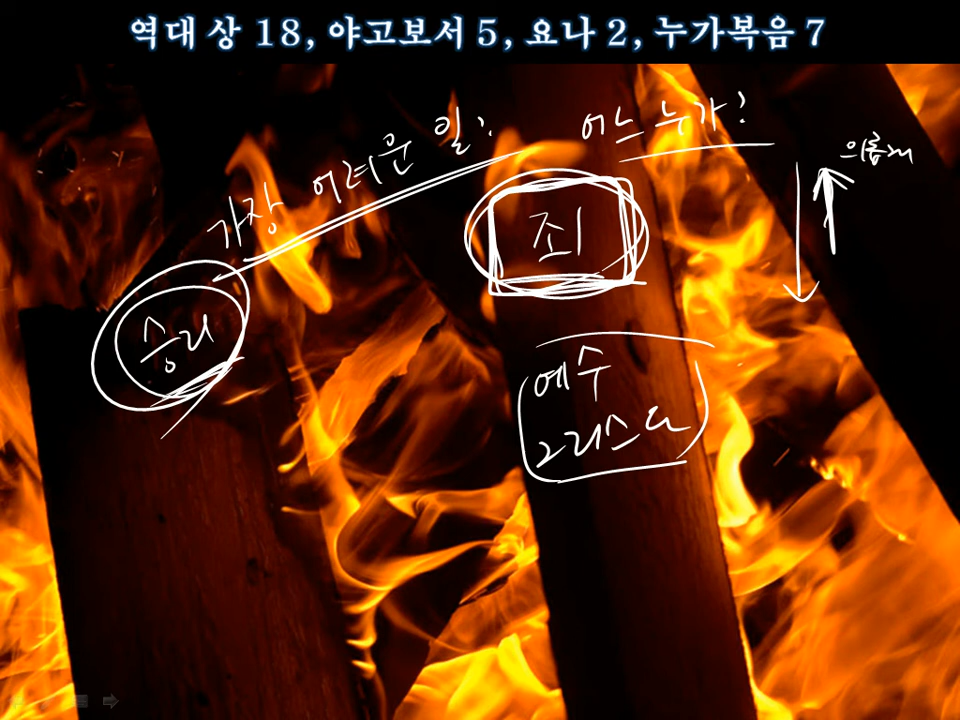 역대 상 18, 야고보서 5, 요나 2, 누가복음 7
가장 어려운 일?
어느 누가?
죄
승리
예수
그리스도